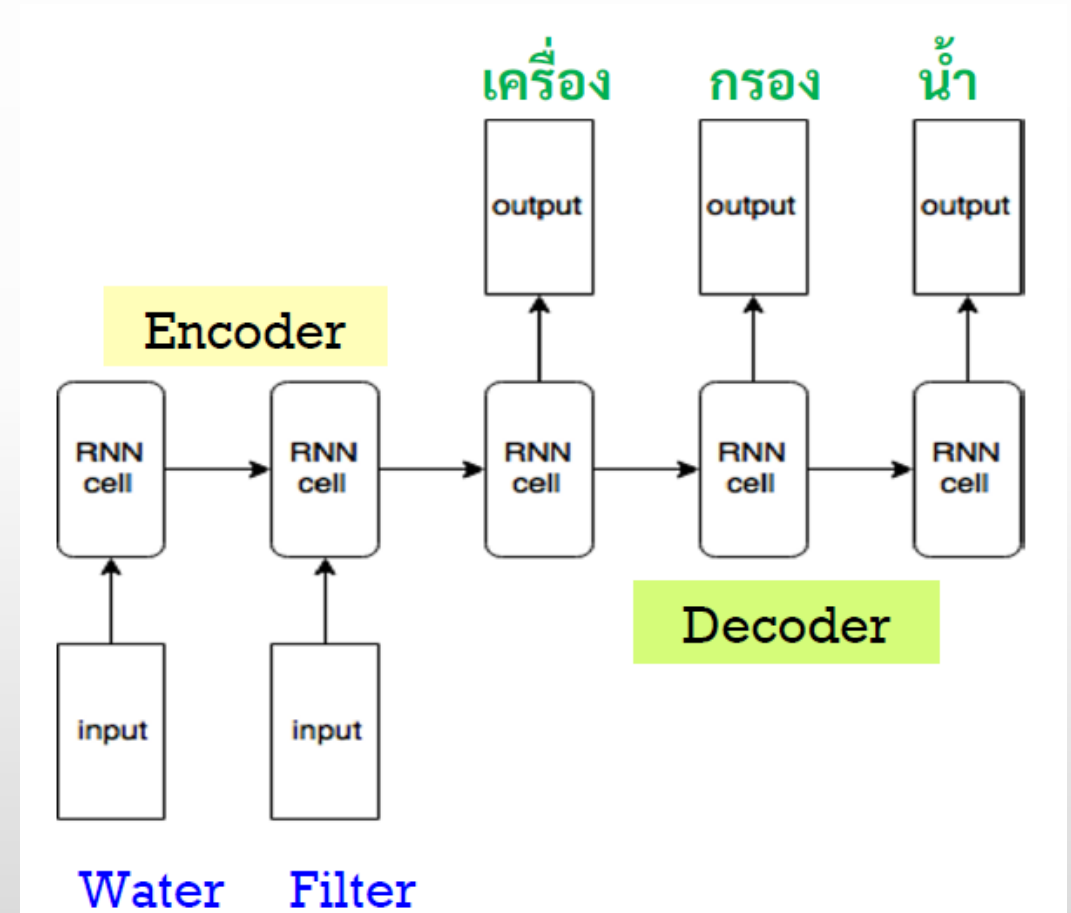 เครื่อง กรอง น้ำ
output output output
Encoder
RNN cell RNN cell RNN cell RNN cell RNN cell
Decoder
input input
Water Filter